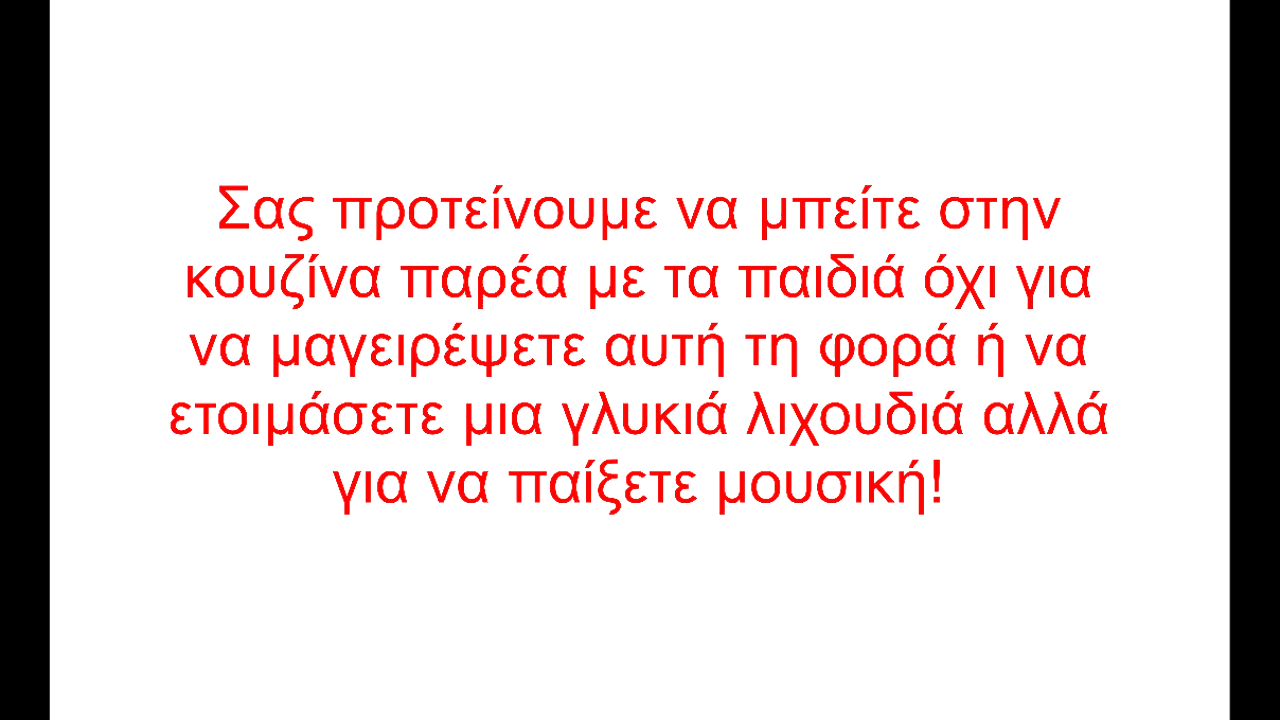 Σας προτείνουμε να μπείτε στην
κουζίνα παρέα με τα παιδιά όχι για
να μαγειρέψετε αυτή τη φορά ή να
ετοιμάσετε μια γλυκιά λιχουδιά αλλά
για να παίξετε μουσική!